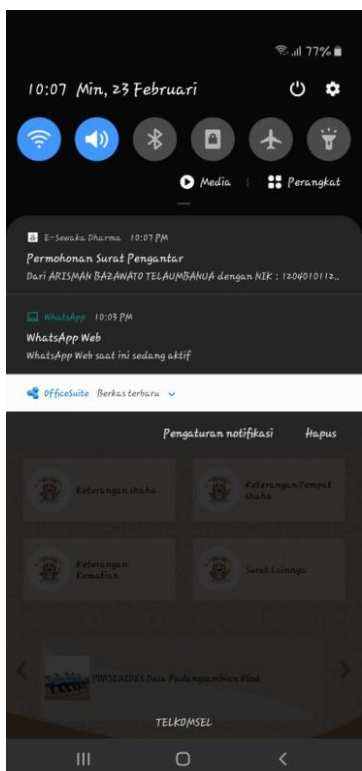 77%
10:07 Min, 23 Februari
Media | Perangkat
E-Sewaka Dharma 10:07 PM
Permohonan Surat Pengantar
Dari ARISMAN BAZAWATO TELAUMBANUA dengan NIK : 1204010112...
WhatsApp 10:03 PM
WhatsApp Web
WhatsApp Web saat ini sedang aktif
OfficeSuite Berkas terbaru
Pengaturan notifikasi Hapus
Keterangan Usaha
Keterangan Tempat Usaha
Keterangan Kematian
Surat Lainnya
PORSENIDES Desa Padangsambian Klod
TELKOMSEL